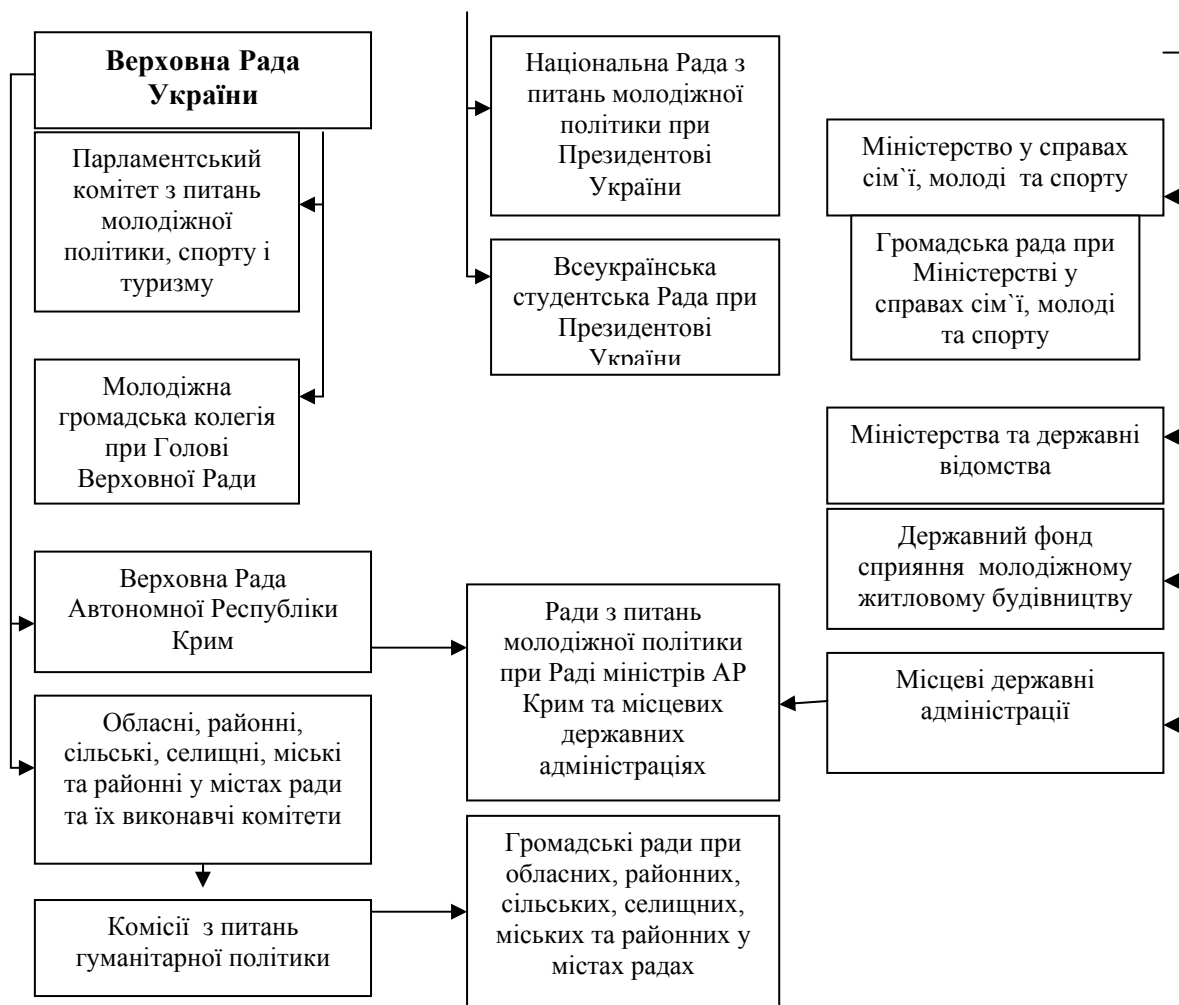 Верховна Рада
України
Парламентський
комітет з питань
молодіжної
політики, спорту і
туризму
Молодіжна
громадська колегія
при Голові
Верховної Ради
Верховна Рада
Автономної Республіки
Крим
Обласні, районні,
сільські, селищні, міські
та районні у містах ради
та їх виконавчі комітети
Комісії з питань
гуманітарної політики
Національна Рада з
питань молодіжної
політики при
Президентові
України
Всеукраїнська
студентська Рада при
Президентові
України
Ради з питань
молодіжної політики
при Раді міністрів АР
Крим та місцевих
державних
адміністраціях
Громадські ради при
обласних, районних,
сільських, селищних,
міських та районних у
містах радах
Міністерство у справах
сім`ї, молоді та спорту
Громадська рада при
Міністерстві у
справах сім`ї, молоді
та спорту
Міністерства та державні
відомства
Державний фонд
сприяння молодіжному
житловому будівництву
Місцеві державні
адміністрації